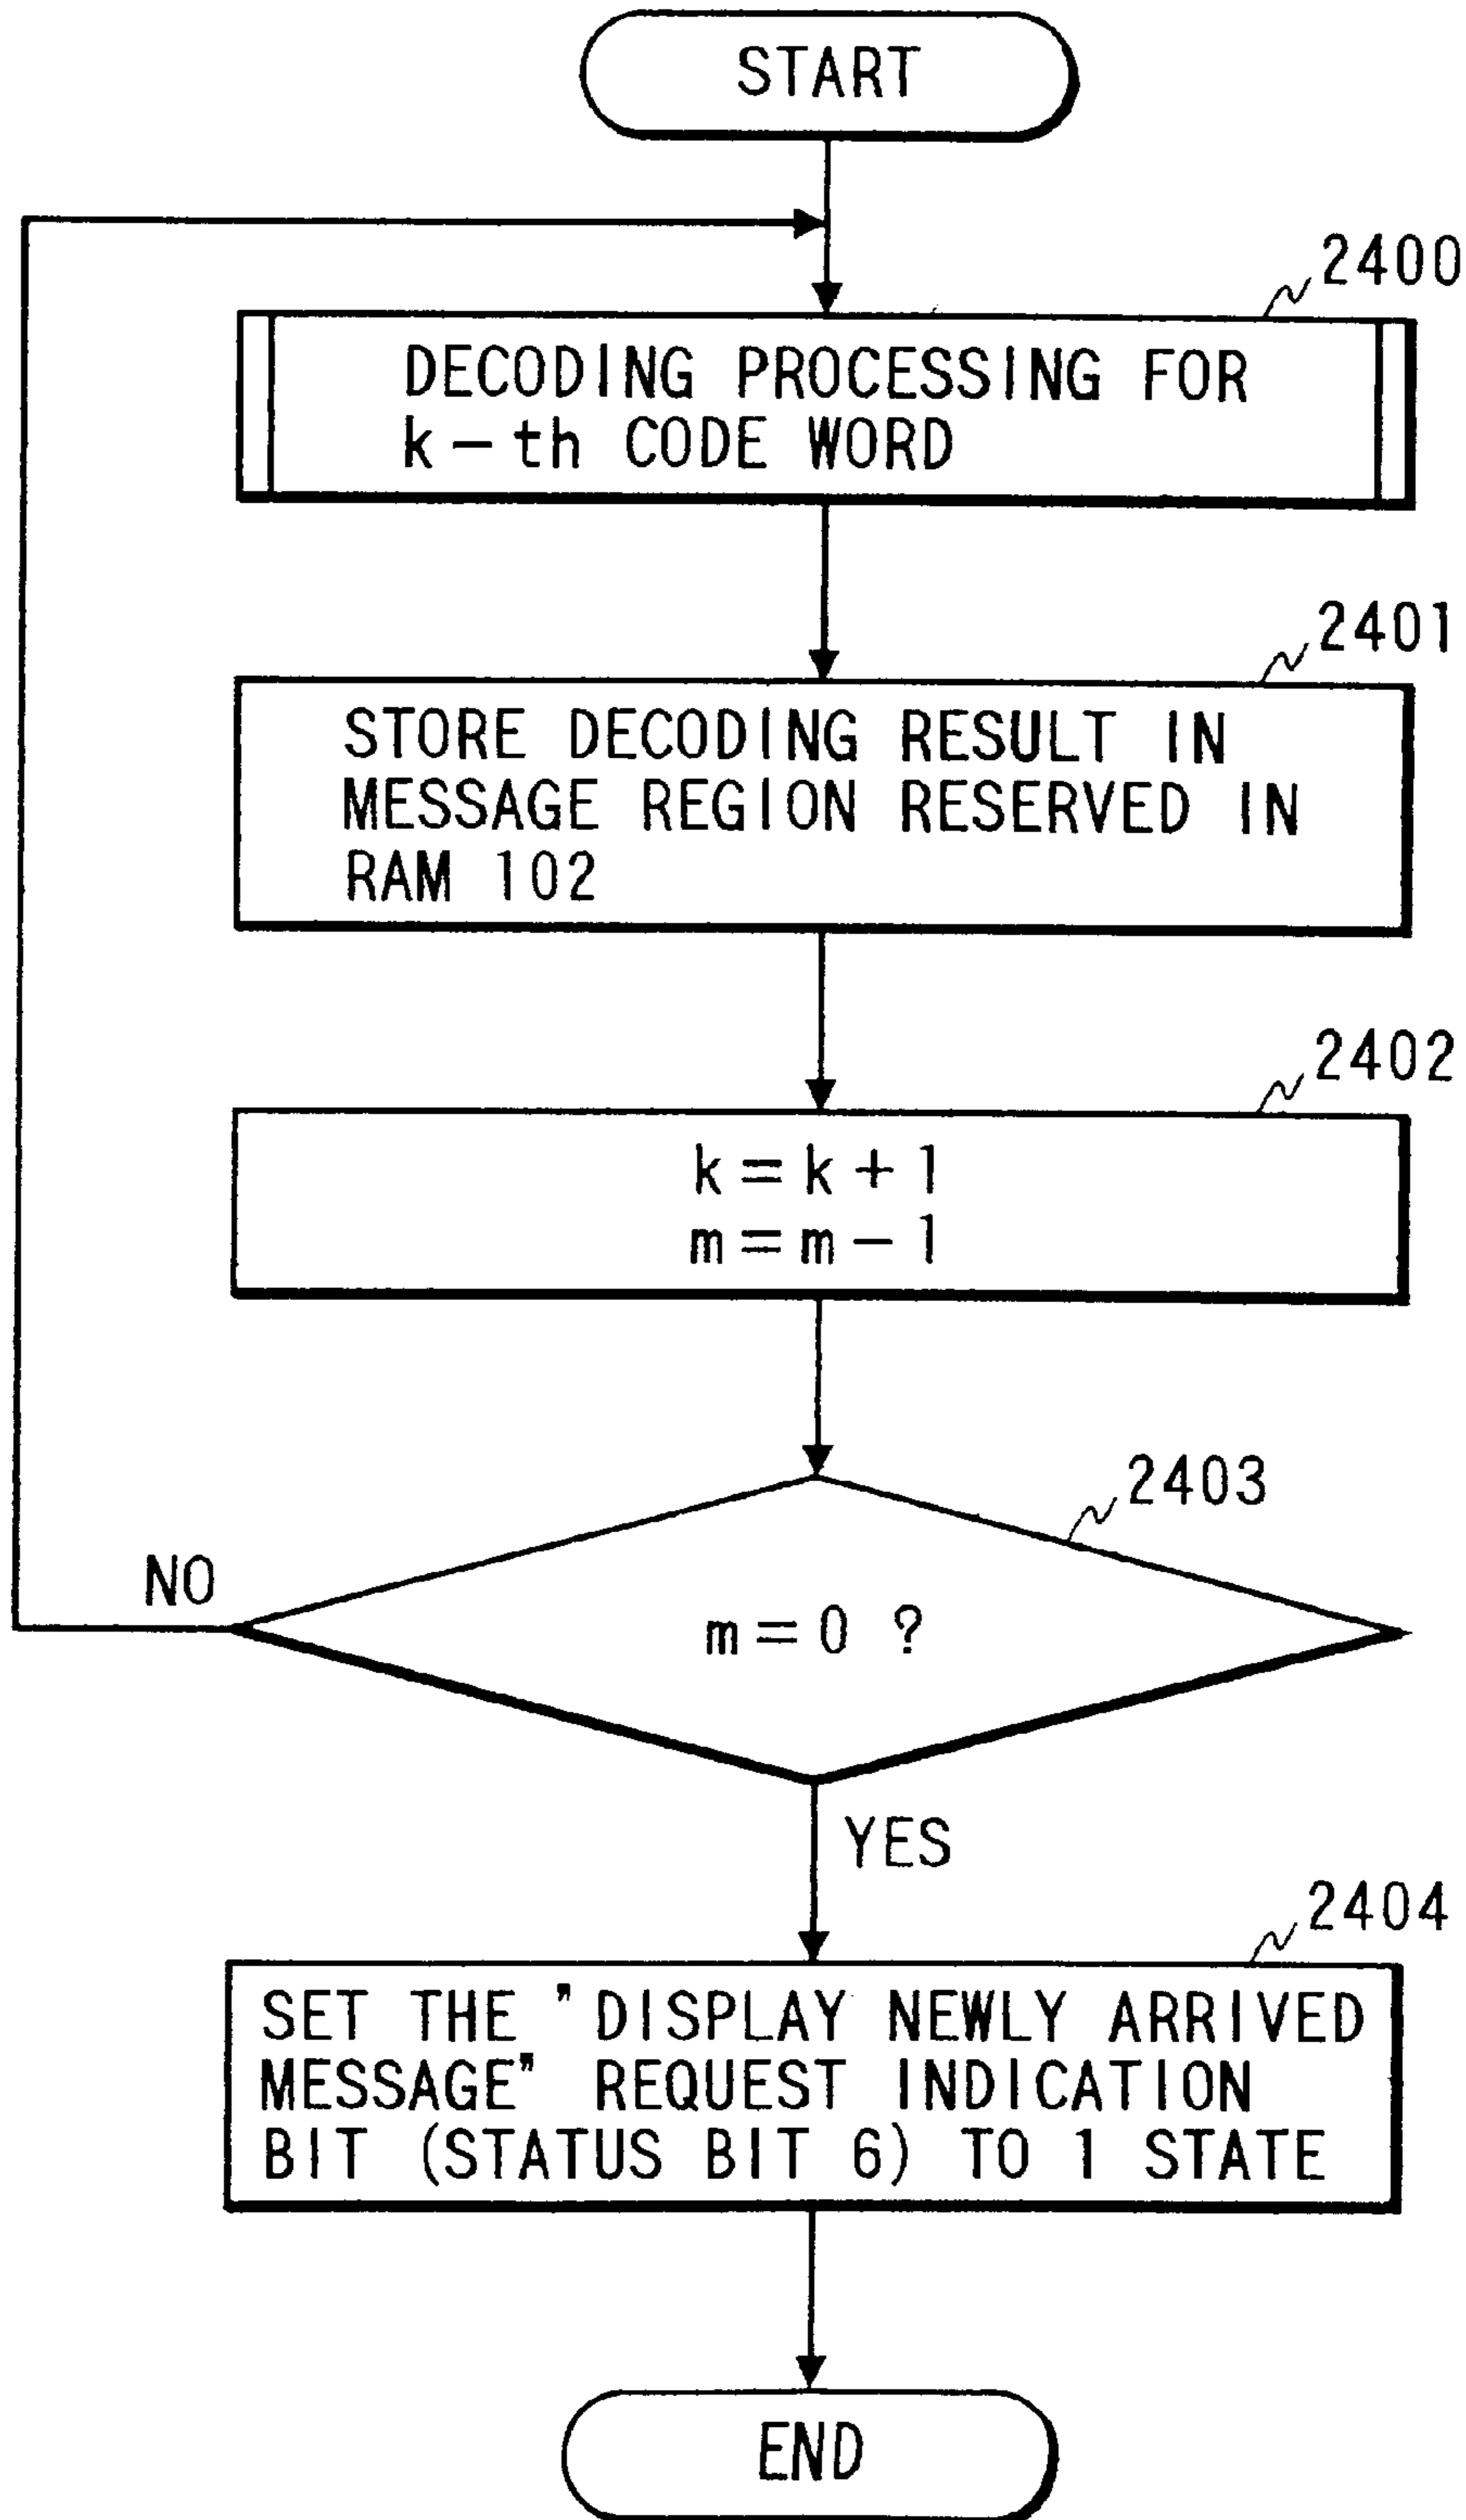 START
2400
DECODING PROCESSING FOR
k-th CODE WORD
2401
STORE DECODING RESULT IN
MESSAGE REGION RESERVED IN
RAM 102
2402
k=k+1
m=m-1
2403
NO
m=0 ?
YES
2404
SET THE "DISPLAY NEWLY ARRIVED
MESSAGE" REQUEST INDICATION
BIT (STATUS BIT 6) TO 1 STATE
END